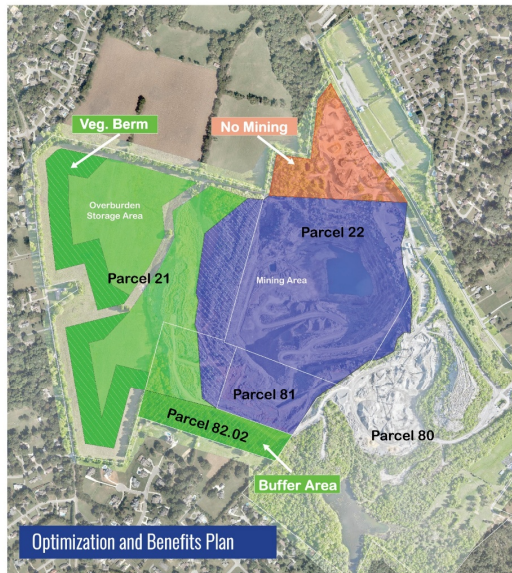 Veg. Berm
No Mining
Overburden
Storage Area
Parcel 22
Parcel 21
Mining Area
Parcel 81
Parcel 82.02
Parcel 80
Buffer Area
Optimization and Benefits Plan